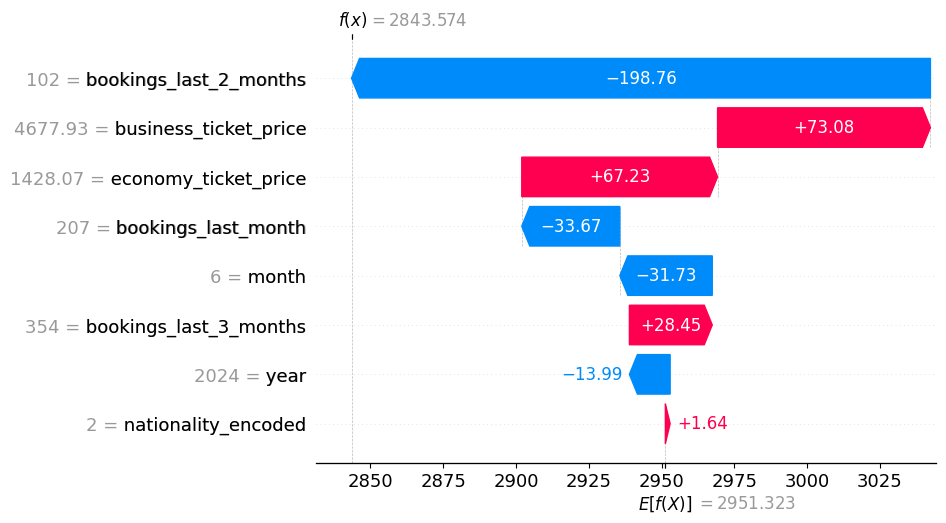 f(x) = 2843.574
102 = bookings_last_2_months −198.76
4677.93 = business_ticket_price +73.08
1428.07 = economy_ticket_price +67.23
207 = bookings_last_month −33.67
6 = month −31.73
354 = bookings_last_3_months +28.45
2024 = year −13.99
2 = nationality_encoded +1.64
2850 2875 2900 2925 2950 2975 3000 3025
E[f(X)] = 2951.323